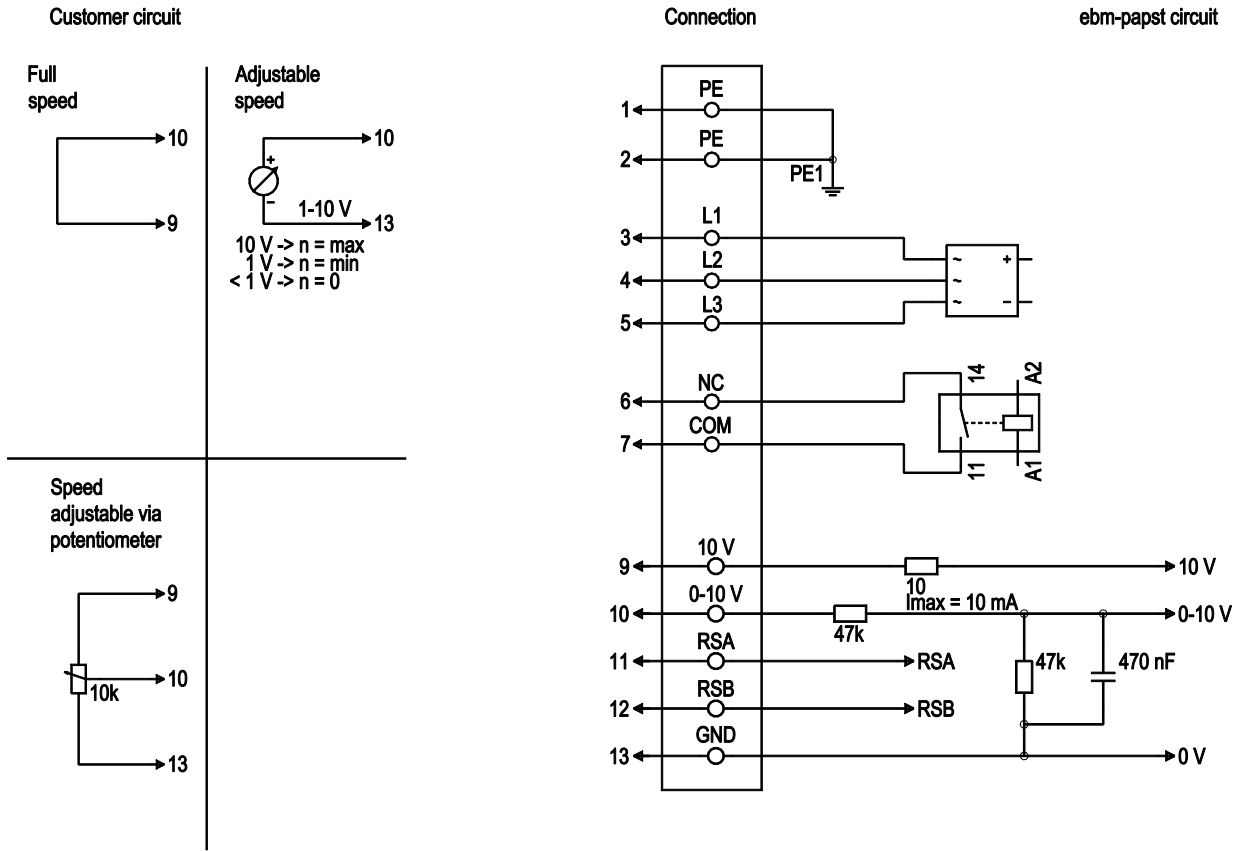 Customer circuit
Connection
ebm-papst circuit
Full
speed
10
9
Adjustable
speed
10
+
−
1-10 V
13
10 V -> n = max
1 V -> n = min
< 1 V -> n = 0
Speed
adjustable via
potentiometer
9
10
10k
13
1
PE
2
PE
PE1
3
L1
4
L2
5
L3
~ +
~
~ −
6
NC
7
COM
14
A2
11
A1
9
10 V
10
Imax = 10 mA
10 V
10
0-10 V
47k
0-10 V
11
RSA
RSA
47k
470 nF
12
RSB
RSB
13
GND
0 V